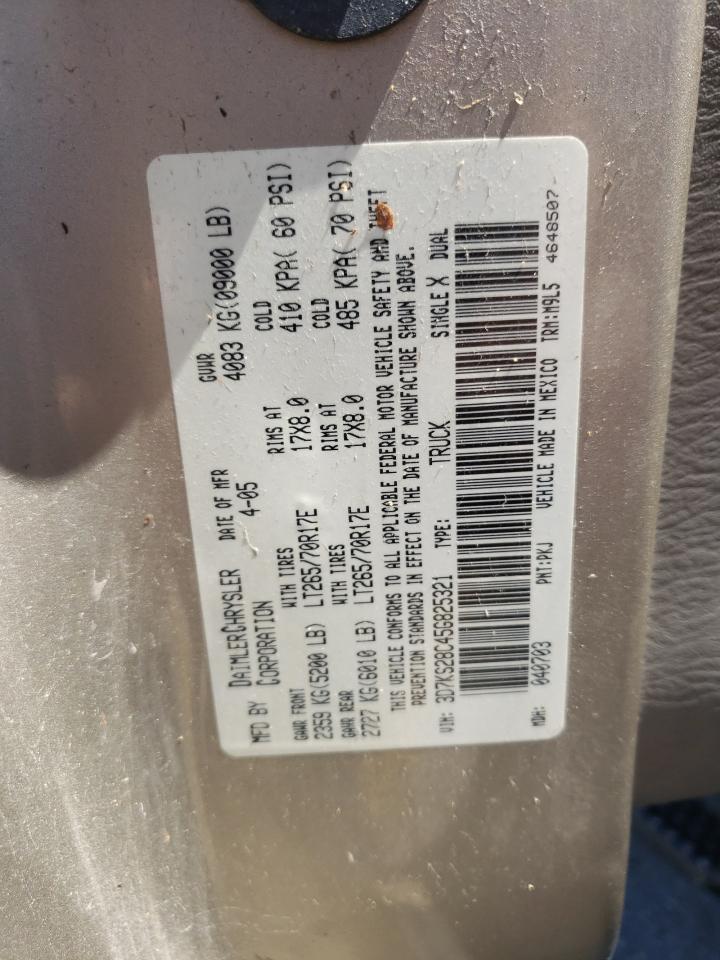 MFD BY DAIMLERCHRYSLER CORPORATION DATE OF MFR 4-05 GVWR 4083 KG(09000 LB)
GAWR FRONT WITH TIRES RIMS AT COLD
2359 KG(5200 LB) LT265/70R17E 17X8.0 410 KPA( 60 PSI)
GAWR REAR WITH TIRES RIMS AT COLD
2727 KG(6010 LB) LT265/70R17E 17X8.0 485 KPA( 70 PSI)
THIS VEHICLE CONFORMS TO ALL APPLICABLE FEDERAL MOTOR VEHICLE SAFETY AND THEFT
PREVENTION STANDARDS IN EFFECT ON THE DATE OF MANUFACTURE SHOWN ABOVE.
VIN: 3D7KS28C45G825321 TYPE: TRUCK SINGLE X DUAL
MDH: 040703 PNT:PKJ VEHICLE MADE IN MEXICO TRM:M9L5 4648507